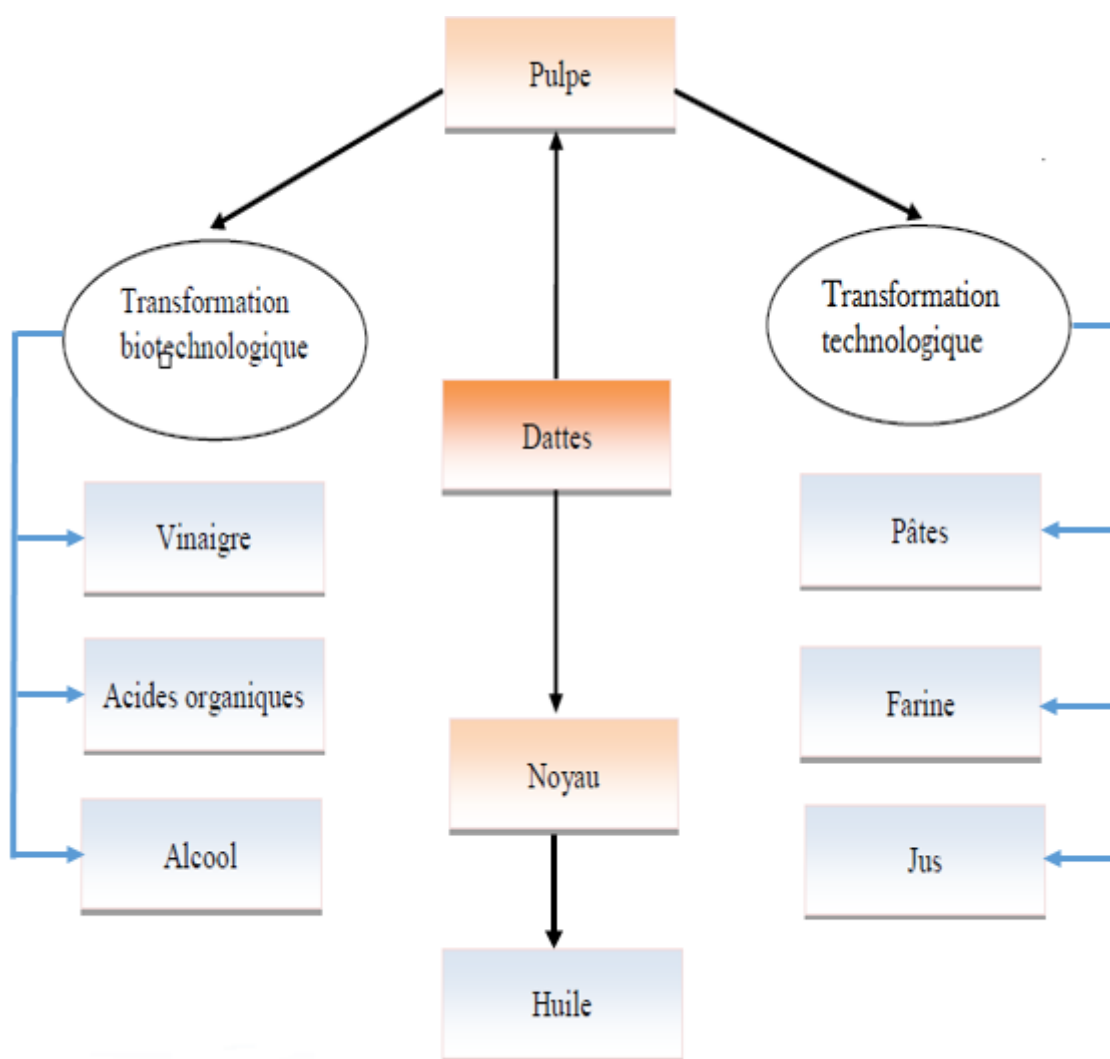 Pulpe
Transformation
biotechnologique
Transformation
technologique
Dattes
Vinaigre
Pâtes
Acides organiques
Farine
Noyau
Alcool
Jus
Huile